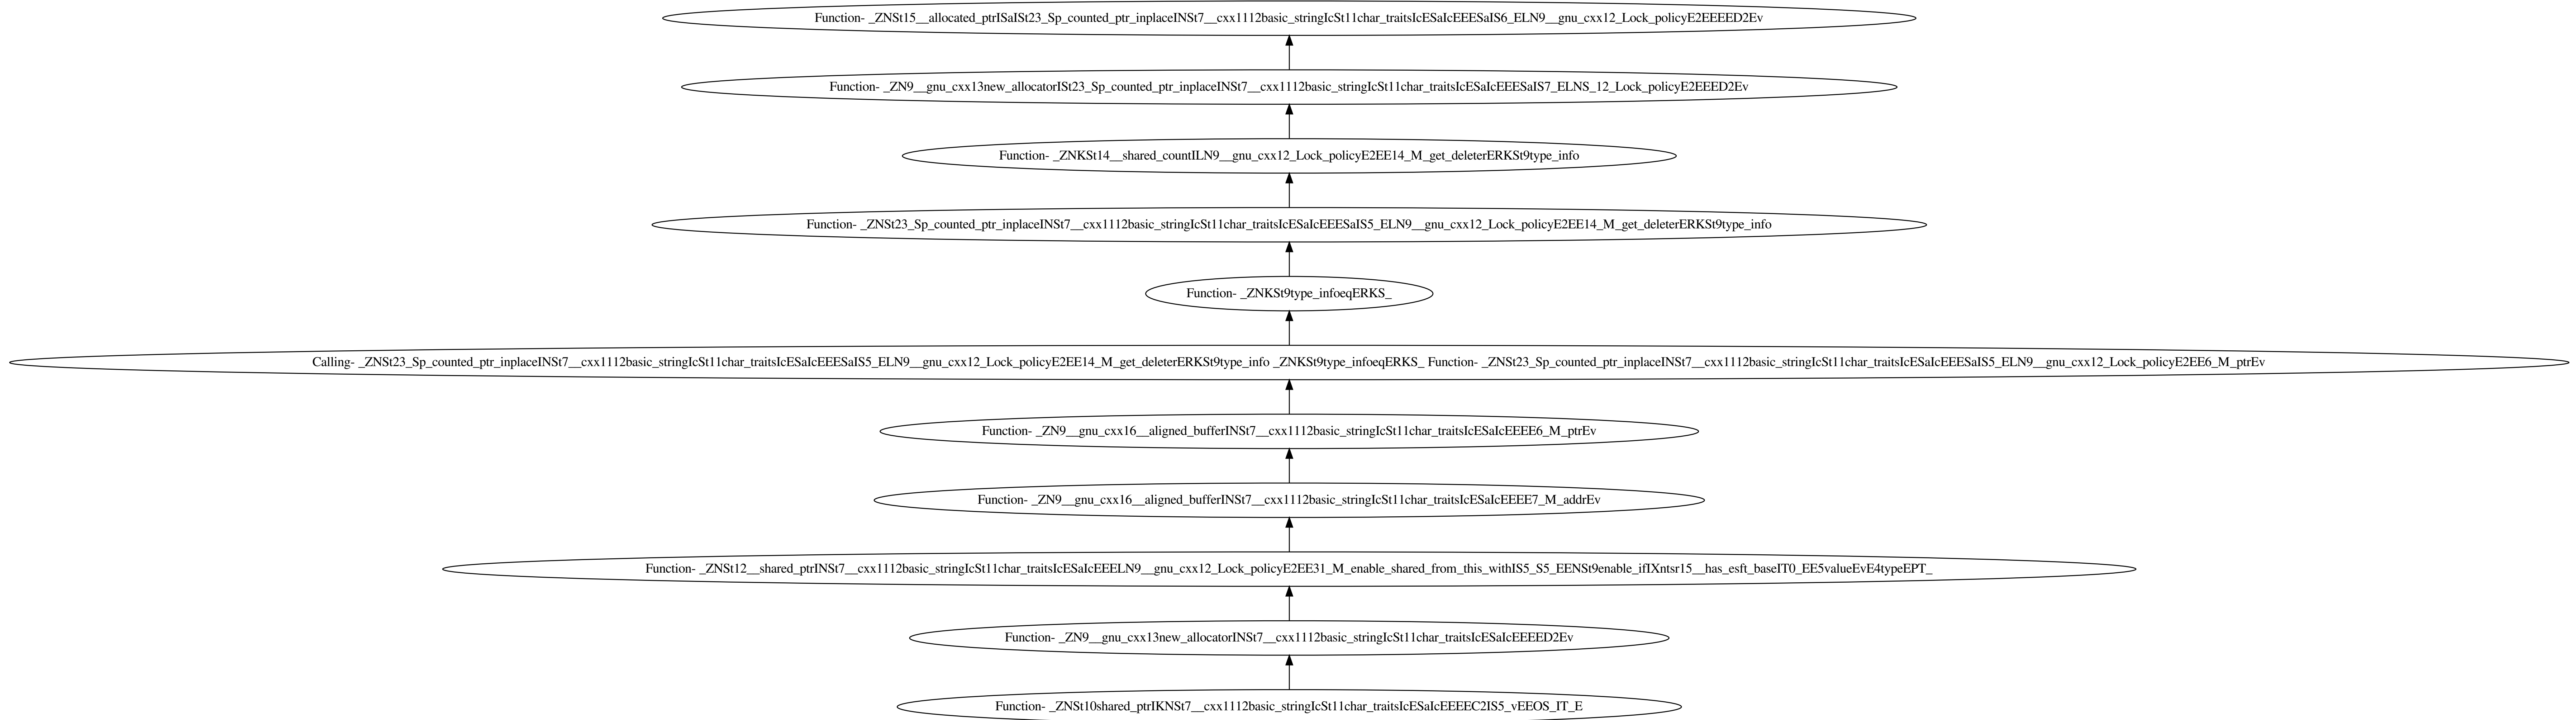 Function- _ZNSt15__allocated_ptrISaISt23_Sp_counted_ptr_inplaceINSt7__cxx1112basic_stringIcSt11char_traitsIcESaIcEEESaIS6_ELN9__gnu_cxx12_Lock_policyE2EEEED2Ev
Function- _ZN9__gnu_cxx13new_allocatorISt23_Sp_counted_ptr_inplaceINSt7__cxx1112basic_stringIcSt11char_traitsIcESaIcEEESaIS7_ELNS_12_Lock_policyE2EEED2Ev
Function- _ZNKSt14__shared_countILN9__gnu_cxx12_Lock_policyE2EE14_M_get_deleterERKSt9type_info
Function- _ZNSt23_Sp_counted_ptr_inplaceINSt7__cxx1112basic_stringIcSt11char_traitsIcESaIcEEESaIS5_ELN9__gnu_cxx12_Lock_policyE2EE14_M_get_deleterERKSt9type_info
Function- _ZNKSt9type_infoeqERKS_
Calling- _ZNSt23_Sp_counted_ptr_inplaceINSt7__cxx1112basic_stringIcSt11char_traitsIcESaIcEEESaIS5_ELN9__gnu_cxx12_Lock_policyE2EE14_M_get_deleterERKSt9type_info _ZNKSt9type_infoeqERKS_ Function- _ZNSt23_Sp_counted_ptr_inplaceINSt7__cxx1112basic_stringIcSt11char_traitsIcESaIcEEESaIS5_ELN9__gnu_cxx12_Lock_policyE2EE6_M_ptrEv
Function- _ZN9__gnu_cxx16__aligned_bufferINSt7__cxx1112basic_stringIcSt11char_traitsIcESaIcEEEE6_M_ptrEv
Function- _ZN9__gnu_cxx16__aligned_bufferINSt7__cxx1112basic_stringIcSt11char_traitsIcESaIcEEEE7_M_addrEv
Function- _ZNSt12__shared_ptrINSt7__cxx1112basic_stringIcSt11char_traitsIcESaIcEEELN9__gnu_cxx12_Lock_policyE2EE31_M_enable_shared_from_this_withIS5_S5_EENSt9enable_ifIXntsr15__has_esft_baseIT0_EE5valueEvE4typeEPT_
Function- _ZN9__gnu_cxx13new_allocatorINSt7__cxx1112basic_stringIcSt11char_traitsIcESaIcEEEED2Ev
Function- _ZNSt10shared_ptrIKNSt7__cxx1112basic_stringIcSt11char_traitsIcESaIcEEEEC2IS5_vEEOS_IT_E